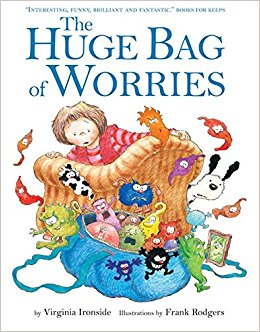 "INTERESTING, FUNNY, BRILLIANT AND FANTASTIC." BOOKS FOR KEEPS
The
HUGE BAG
of WORRIES
by Virginia Ironside Illustrations by Frank Rodgers